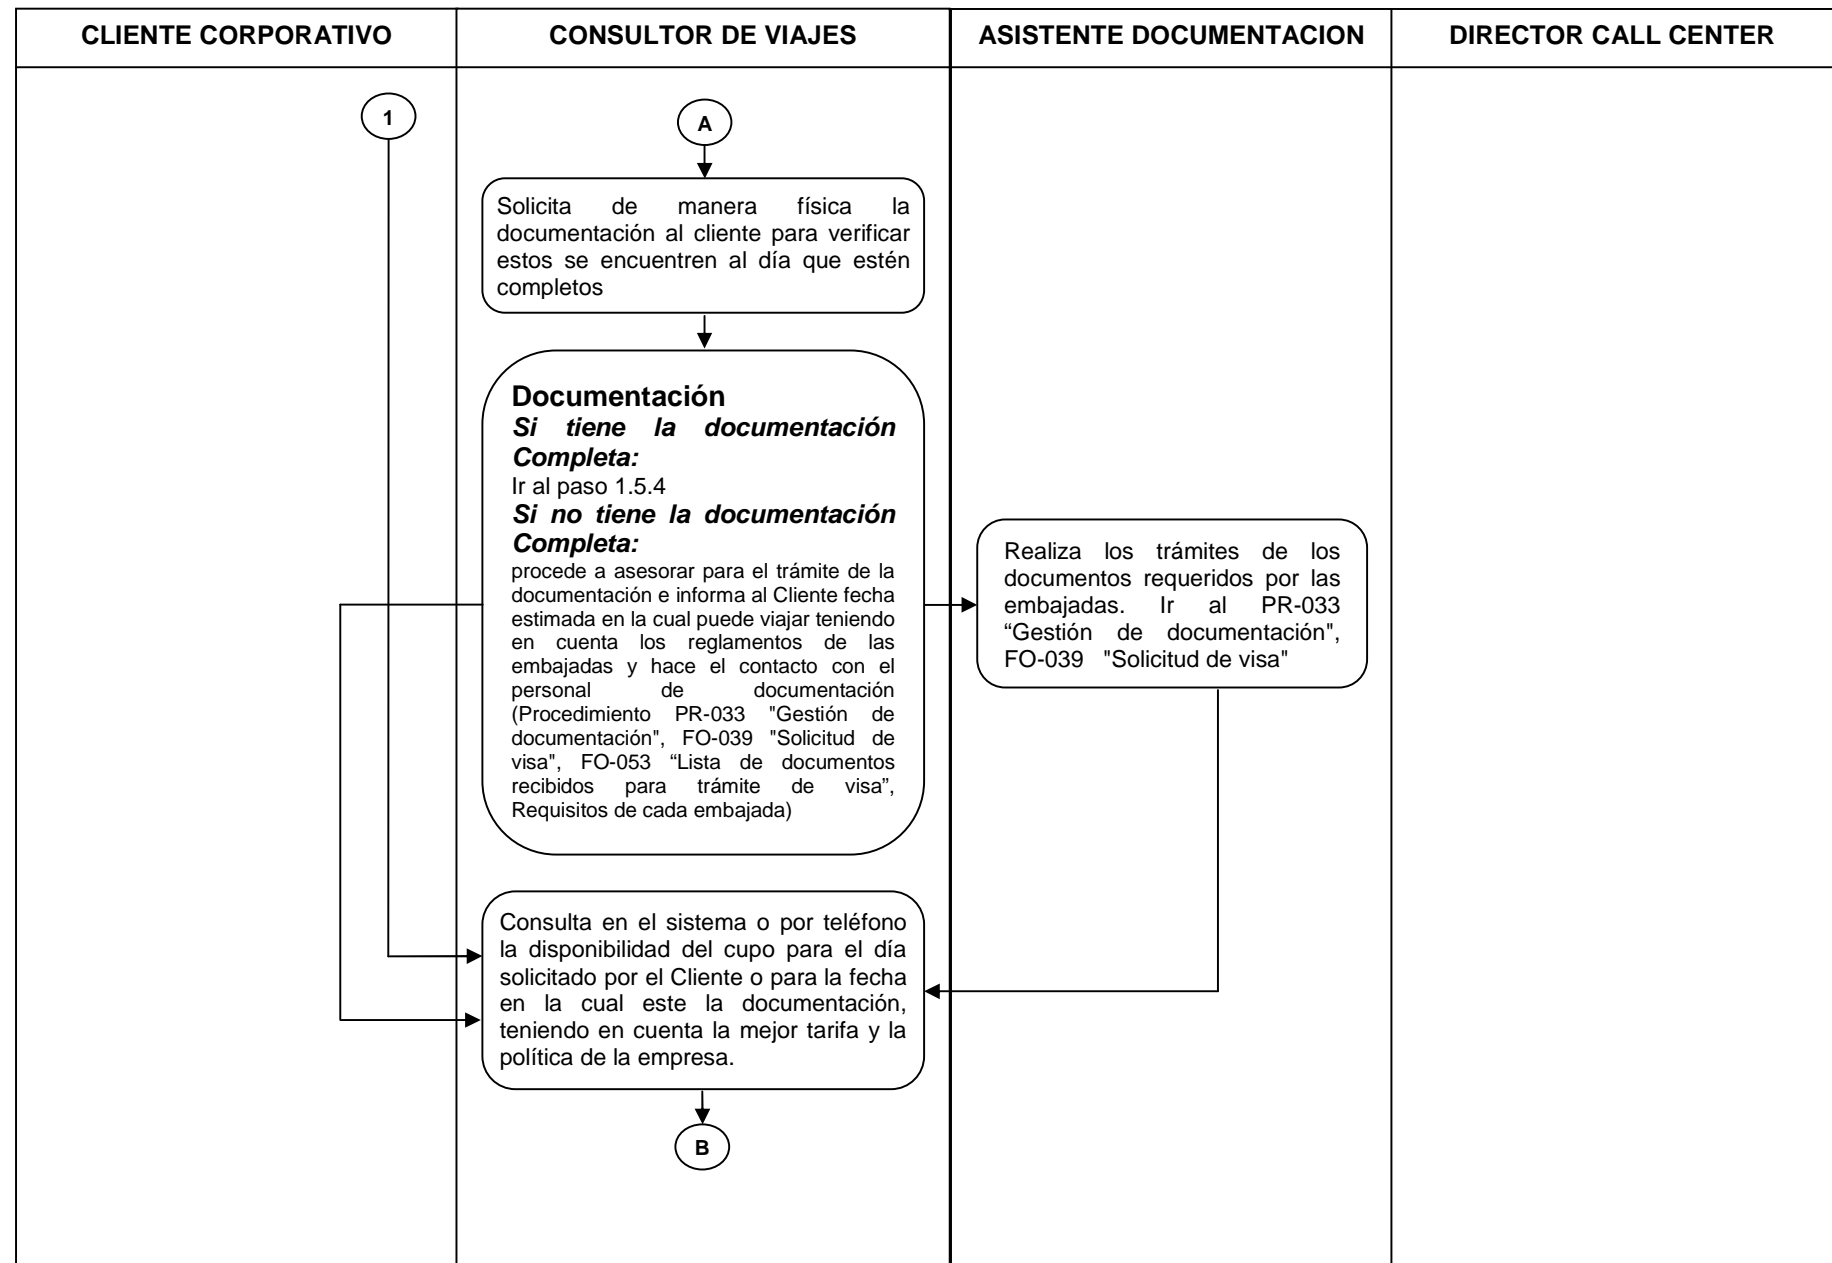 CLIENTE CORPORATIVO
CONSULTOR DE VIAJES
ASISTENTE DOCUMENTACION
DIRECTOR CALL CENTER
1
A
Solicita de manera física la
documentación al cliente para verificar
estos se encuentren al día que estén
completos
Documentación
Si tiene la documentación
Completa:
Ir al paso 1.5.4
Si no tiene la documentación
Completa:
procede a asesorar para el trámite de la
documentación e informa al Cliente fecha
estimada en la cual puede viajar teniendo
en cuenta los reglamentos de las
embajadas y hace el contacto con el
personal de documentación
(Procedimiento PR-033 "Gestión de
documentación", FO-039 "Solicitud de
visa", FO-053 “Lista de documentos
recibidos para trámite de visa”,
Requisitos de cada embajada)
Realiza los trámites de los
documentos requeridos por las
embajadas. Ir al PR-033
“Gestión de documentación",
FO-039 "Solicitud de visa"
Consulta en el sistema o por teléfono
la disponibilidad del cupo para el día
solicitado por el Cliente o para la fecha
en la cual este la documentación,
teniendo en cuenta la mejor tarifa y la
política de la empresa.
B